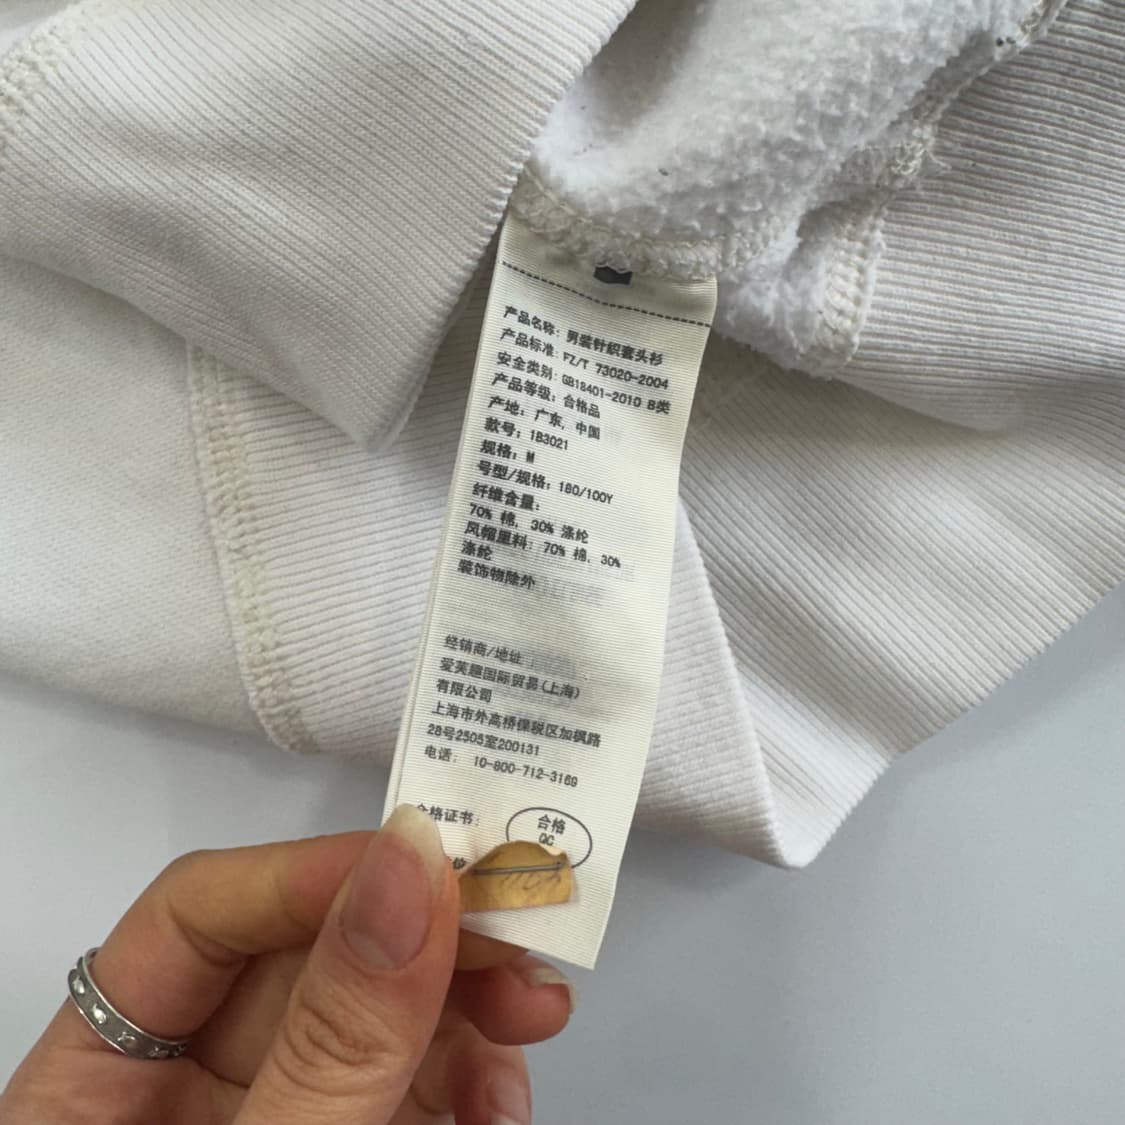 产品名称: 男装针织套头衫
产品标准: FZ/T 73020-2004
安全类别: GB18401-2010 B类
产品等级: 合格品
产地: 广东, 中国
款号: 1B3021
规格: M
号型/规格: 180/100Y
纤维含量:
70% 棉, 30% 涤纶
风帽里料: 70% 棉, 30%
涤纶
装饰物除外
经销商/地址
爱芙趣国际贸易(上海)
有限公司
上海市外高桥保税区加枫路
28号2505室200131
电话: 10-800-712-3169
合格证书:
合格
QC